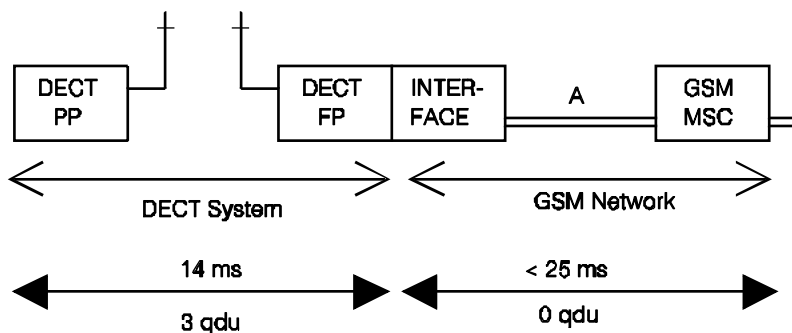 DECT
PP
DECT
FP
INTER-
FACE
A
GSM
MSC
DECT System
GSM Network
14 ms
< 25 ms
3 qdu
0 qdu